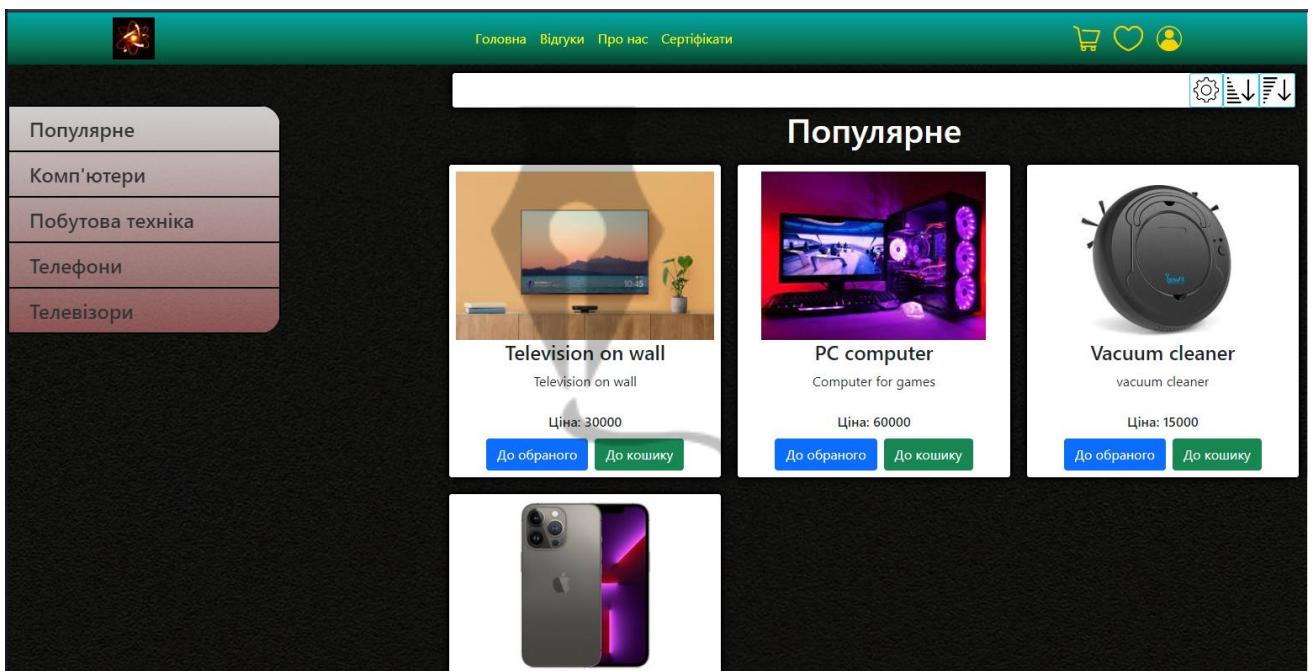 Головна Відгуки Про нас Сертіфікати
Популярне
Комп'ютери
Побутова техніка
Телефони
Телевізори
Популярне
10:45
Television on wall
Television on wall
Ціна: 30000
До обраного До кошику
PC computer
Computer for games
Ціна: 60000
До обраного До кошику
Vacuum cleaner
vacuum cleaner
Ціна: 15000
До обраного До кошику